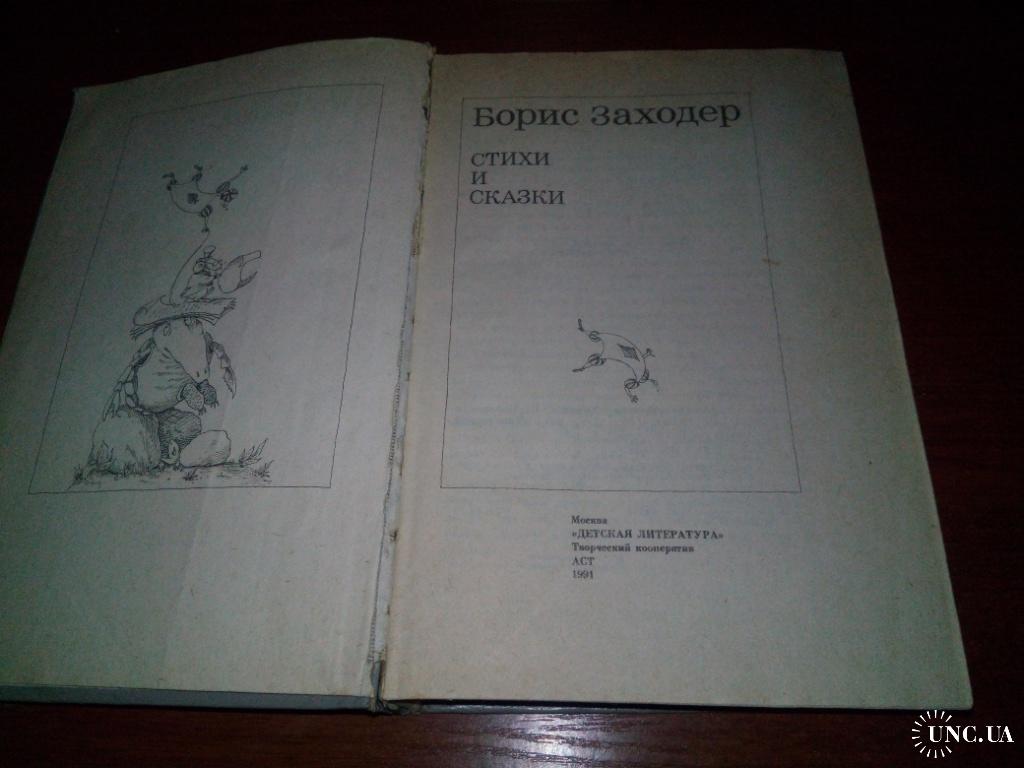 Борис Заходер
СТИХИ
И
СКАЗКИ
Москва
«ДЕТСКАЯ ЛИТЕРАТУРА»
Творческий кооператив
АСТ
1991
UNC.UA